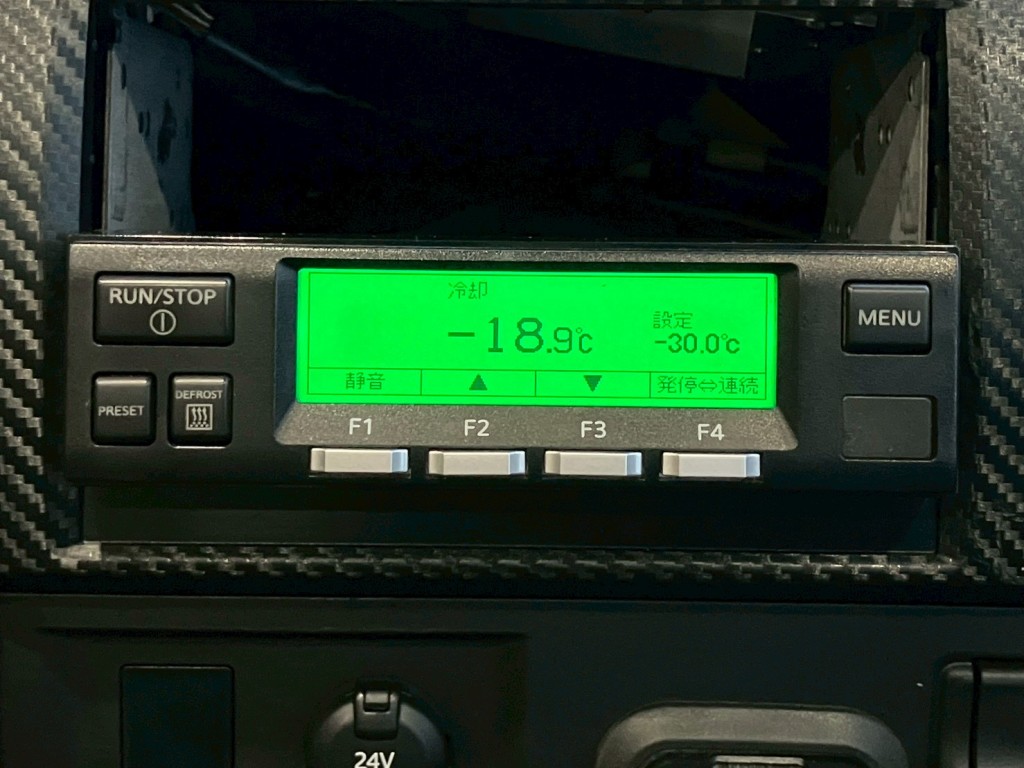 RUN/STOP
PRESET
DEFROST
冷却
-18.9℃
設定
-30.0℃
静音 ▲ ▼ 発停⇔連続
F1 F2 F3 F4
MENU
24V